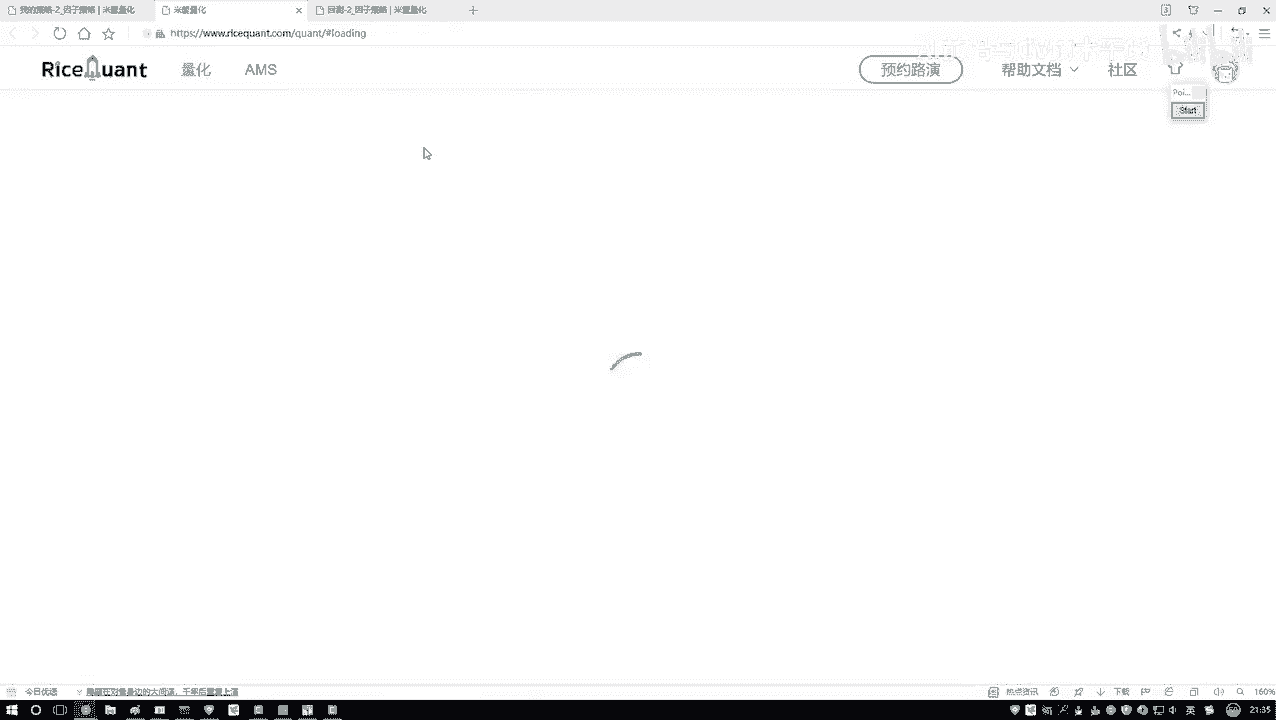 我的策略-2_因子策略 | 米筐量化
米筐量化
回测-2_因子策略 | 米筐量化
https://www.ricequant.com/quant/#loading
RiceQuant
量化
AMS
预约路演
帮助文档
社区
Poi...
Start
今日优选
热点资讯
下载
160%
英
21:35